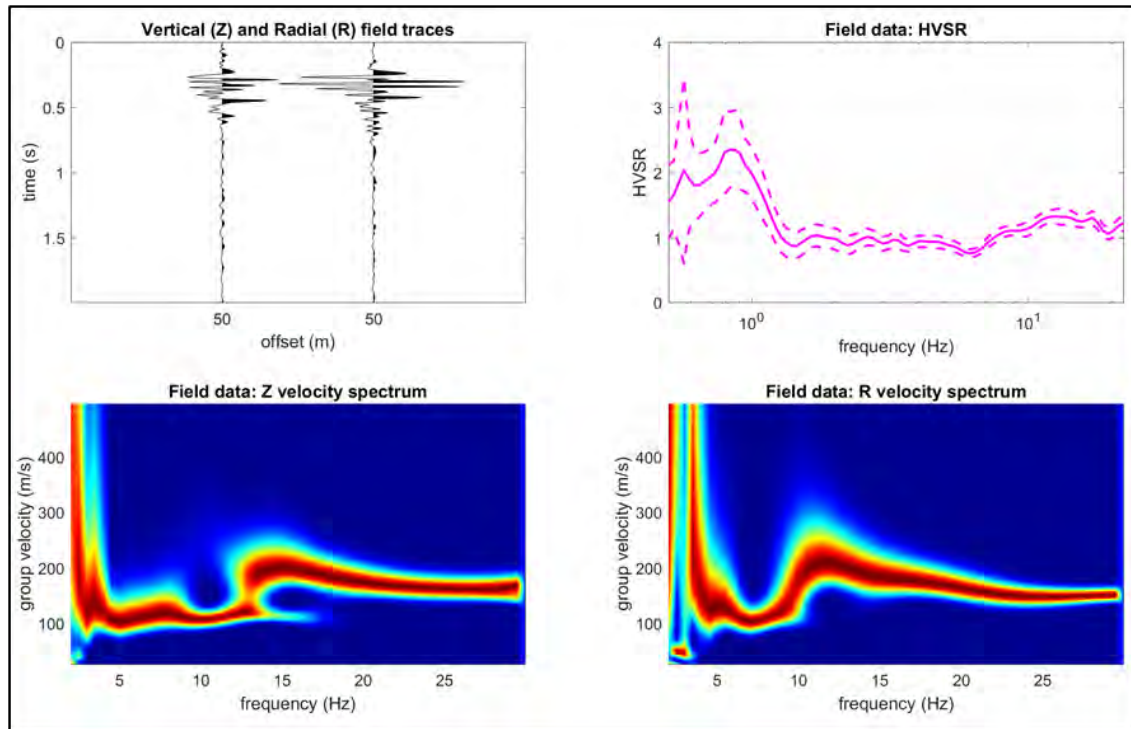 Vertical (Z) and Radial (R) field traces
0
0.5
1
1.5
time (s)
50 50
offset (m)
Field data: HVSR
4
3
2
1
0
HVSR
10^0 10^1
frequency (Hz)
Field data: Z velocity spectrum
400
300
200
100
group velocity (m/s)
5 10 15 20 25
frequency (Hz)
Field data: R velocity spectrum
400
300
200
100
group velocity (m/s)
5 10 15 20 25
frequency (Hz)